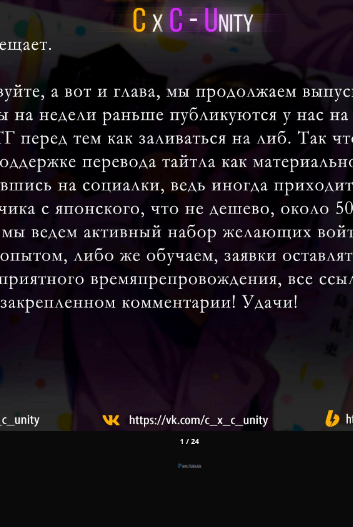 C x C - Unity
ещает.
вуйте, а вот и глава, мы продолжаем выпус
ы на недели раньше публикуются у нас на
ТГ перед тем как заливаться на либ. Так что
оддержке перевода тайтла как материально
вшись на социалки, ведь иногда приходит
чика с японского, что не дешево, около 50
мы ведем активный набор желающих войт
опытом, либо же обучаем, заявки оставлят
приятного времяпрепровождения, все ссыл
закрепленном комментарии! Удачи!
_c_unity https://vk.com/c_x_c_unity ht
1 / 24
Реклама